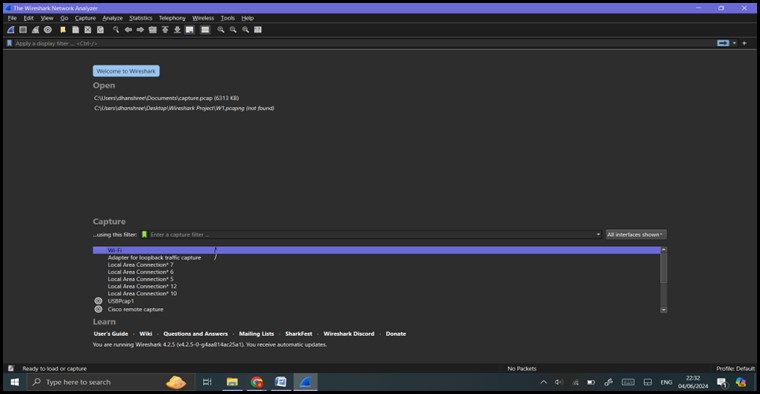 The Wireshark Network Analyzer
File Edit View Go Capture Analyze Statistics Telephony Wireless Tools Help
Apply a display filter ... <Ctrl-/>
Welcome to Wireshark
Open
C:\Users\dhanshree\Documents\capture.pcap (6313 KB)
C:\Users\dhanshree\Desktop\Wireshark Project\W1.pcapng (not found)
Capture
...using this filter: Enter a capture filter ... All interfaces shown
Wi-Fi
Adapter for loopback traffic capture
Local Area Connection* 7
Local Area Connection* 6
Local Area Connection* 5
Local Area Connection* 12
Local Area Connection* 10
USBPcap1
Cisco remote capture
Learn
User's Guide · Wiki · Questions and Answers · Mailing Lists · SharkFest · Wireshark Discord · Donate
You are running Wireshark 4.2.5 (v4.2.5-0-g4aa814ac25a1). You receive automatic updates.
Ready to load or capture No Packets Profile: Default
Type here to search ENG 22:32
04/06/2024